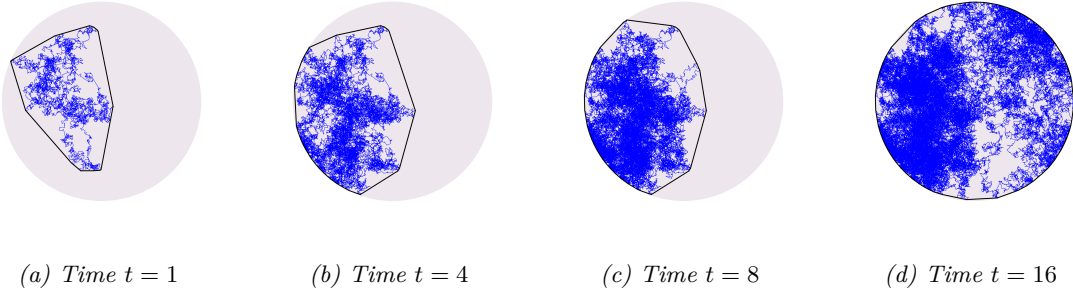 (a) Time t = 1
(b) Time t = 4
(c) Time t = 8
(d) Time t = 16